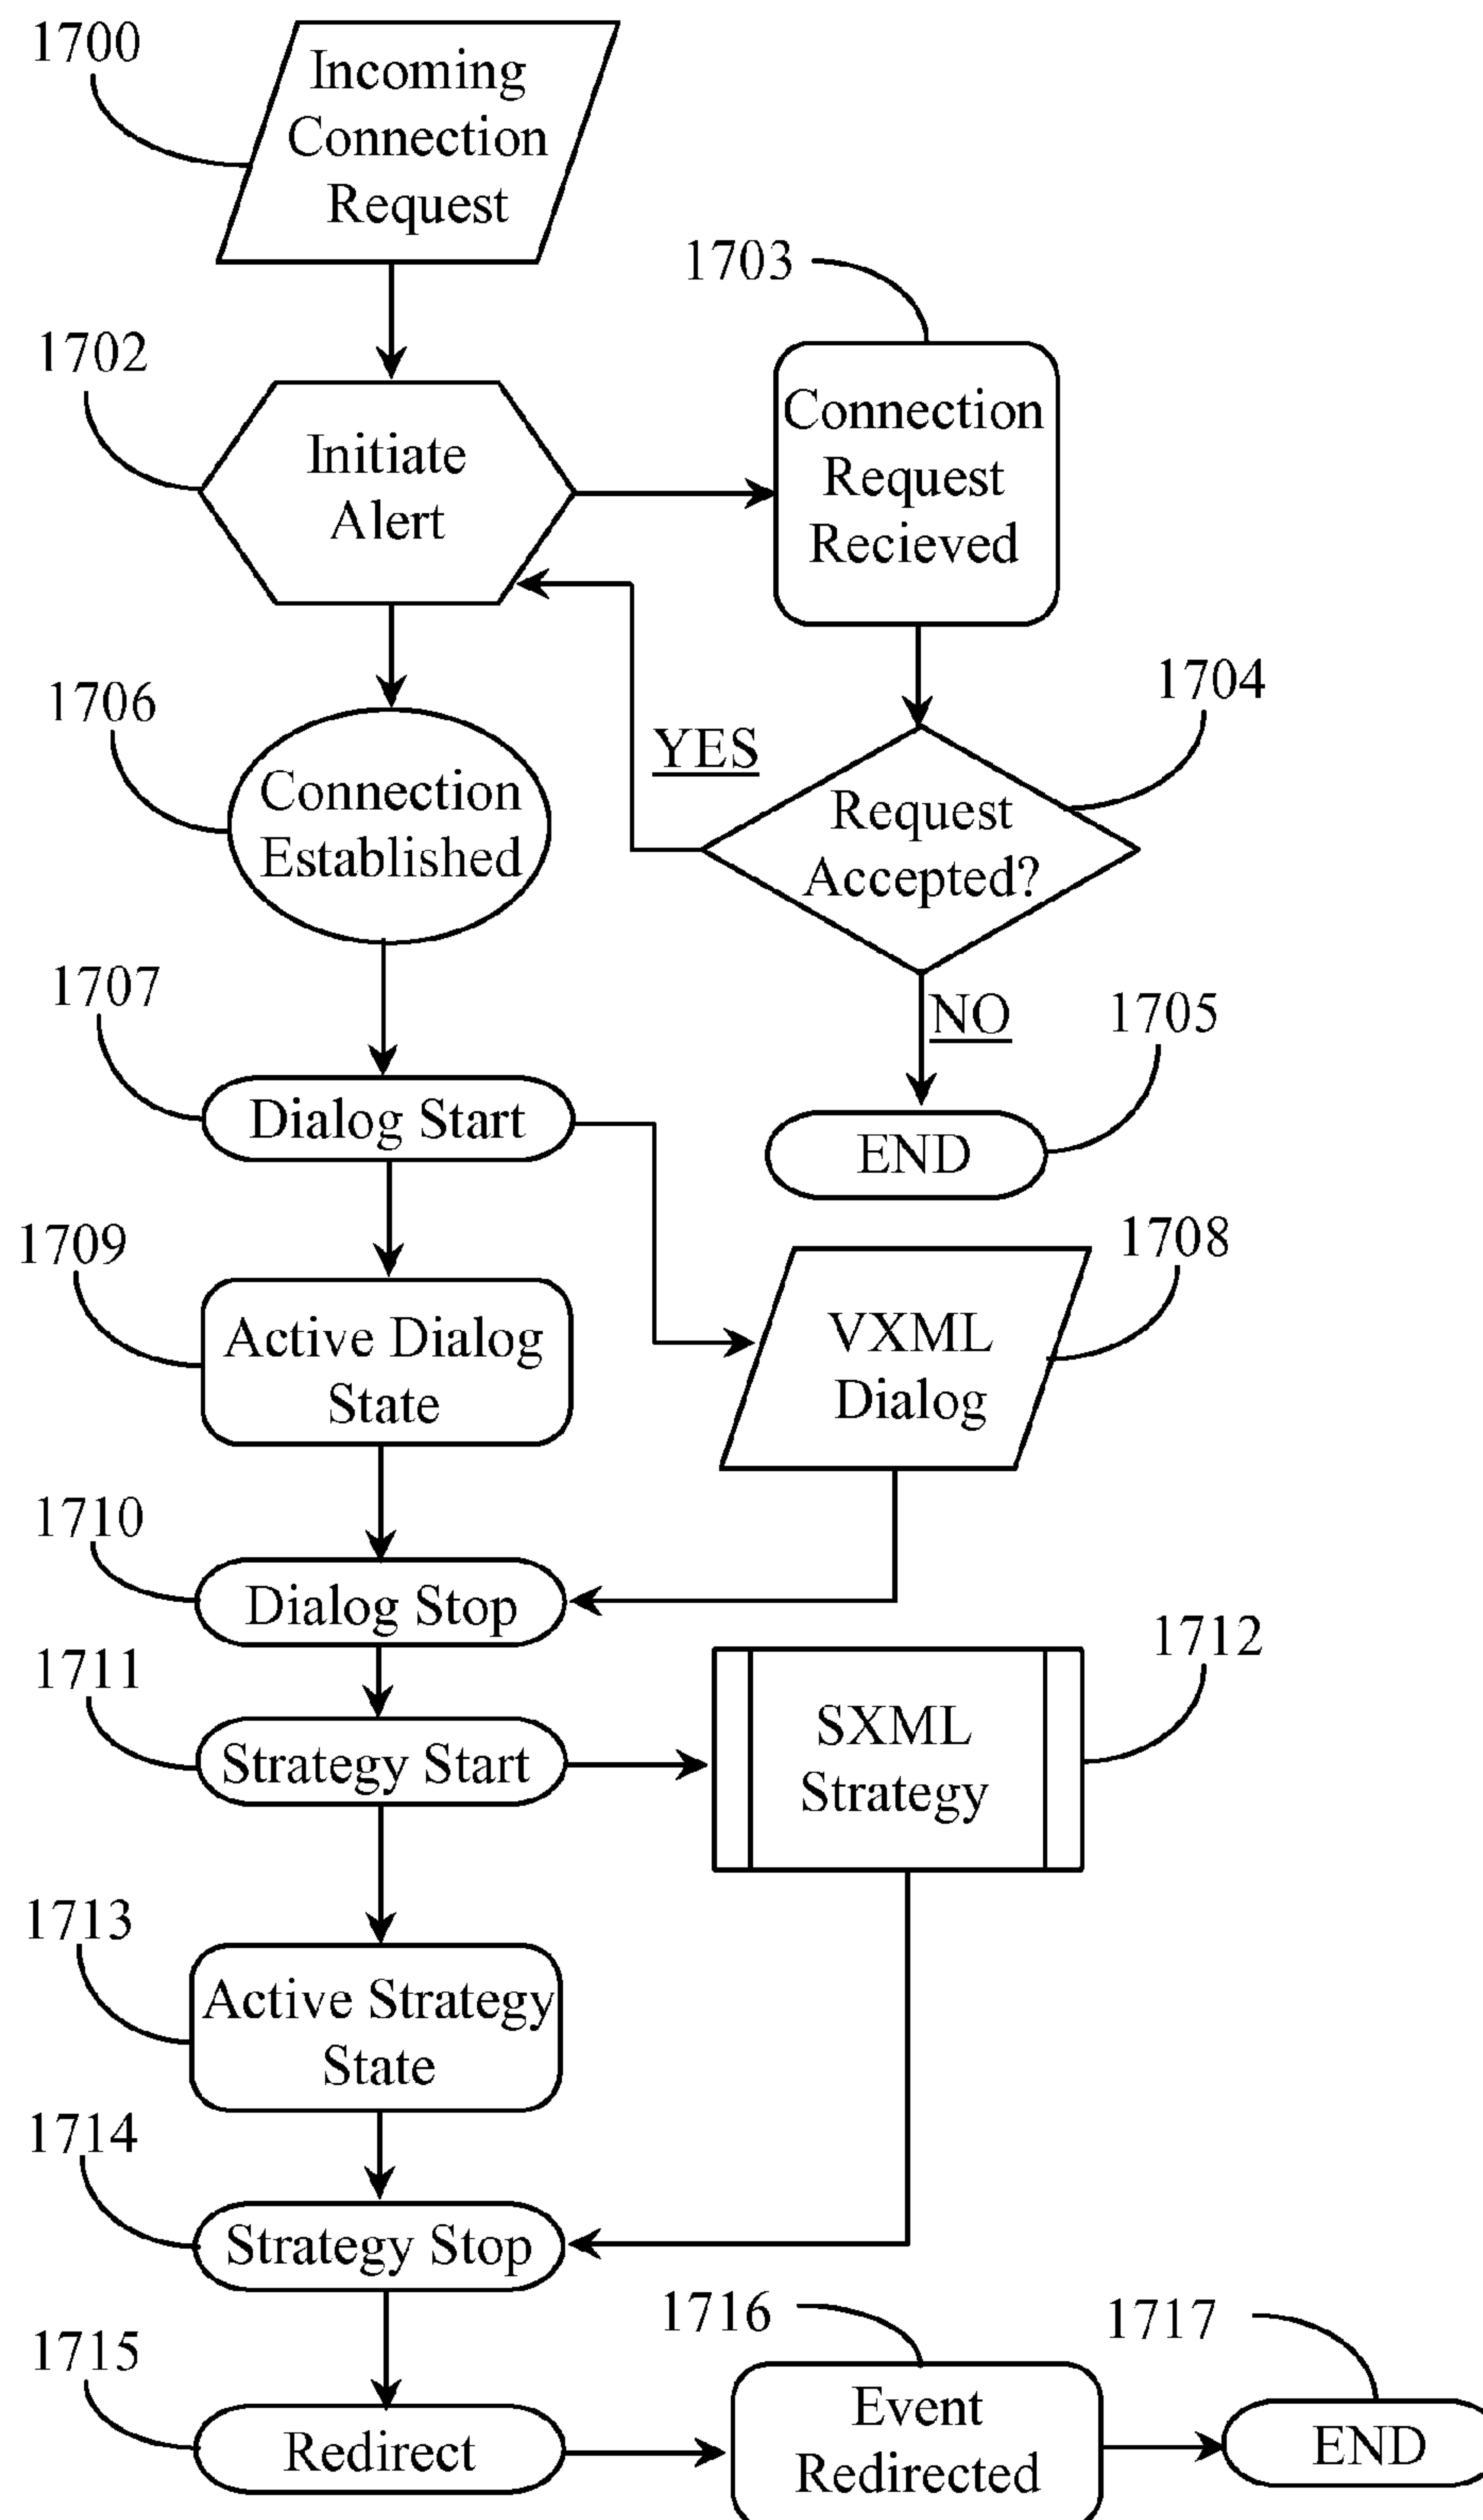 1700
Incoming
Connection
Request
1703
1702
Initiate
Alert
Connection
Request
Recieved
1706
YES
1704
Connection
Established
Request
Accepted?
1707
NO
1705
Dialog Start
END
1709
1708
Active Dialog
State
VXML
Dialog
1710
Dialog Stop
1711
1712
Strategy Start
SXML
Strategy
1713
Active Strategy
State
1714
Strategy Stop
1716
1717
1715
Redirect
Event
Redirected
END